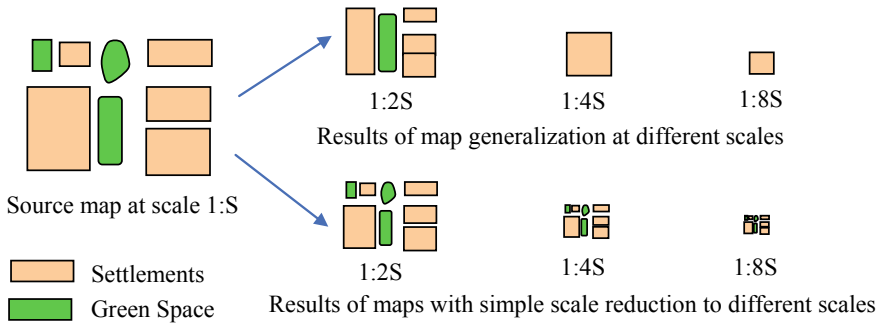 1:2S
1:4S
1:8S
Results of map generalization at different scales
Source map at scale 1:S
1:2S
1:4S
1:8S
Results of maps with simple scale reduction to different scales
Settlements
Green Space